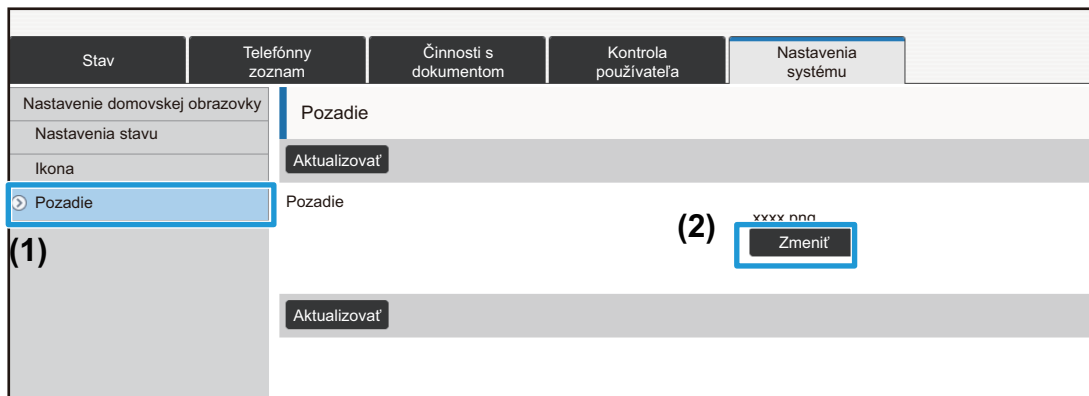 Stav
Telefónny
zoznam
Činnosti s
dokumentom
Kontrola
používateľa
Nastavenia
systému
Nastavenie domovskej obrazovky
Nastavenia stavu
Ikona
Pozadie
(1)
Pozadie
Aktualizovať
Pozadie
xxxx.png
(2)
Zmeniť
Aktualizovať